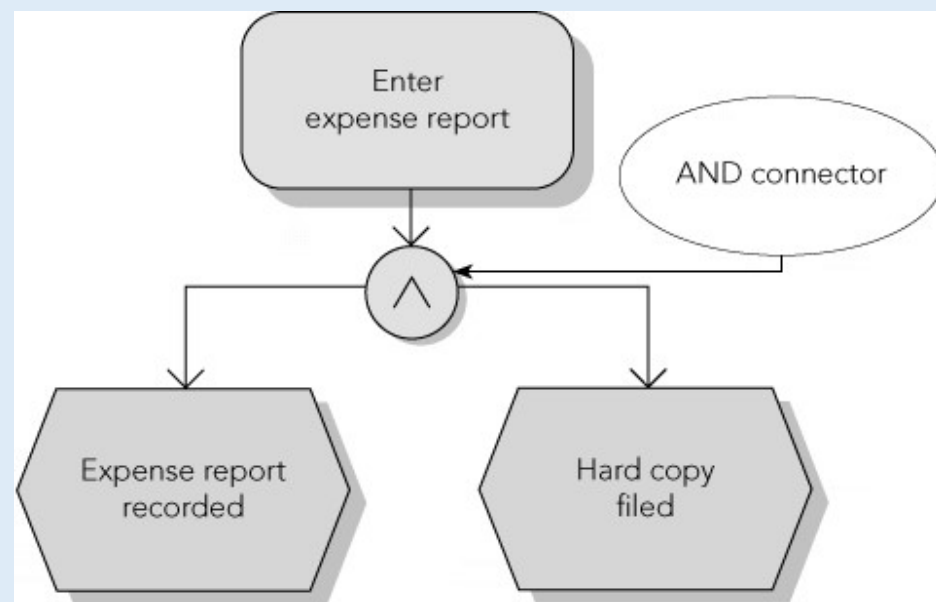 Enter
expense report
AND connector
Expense report
recorded
Hard copy
filed